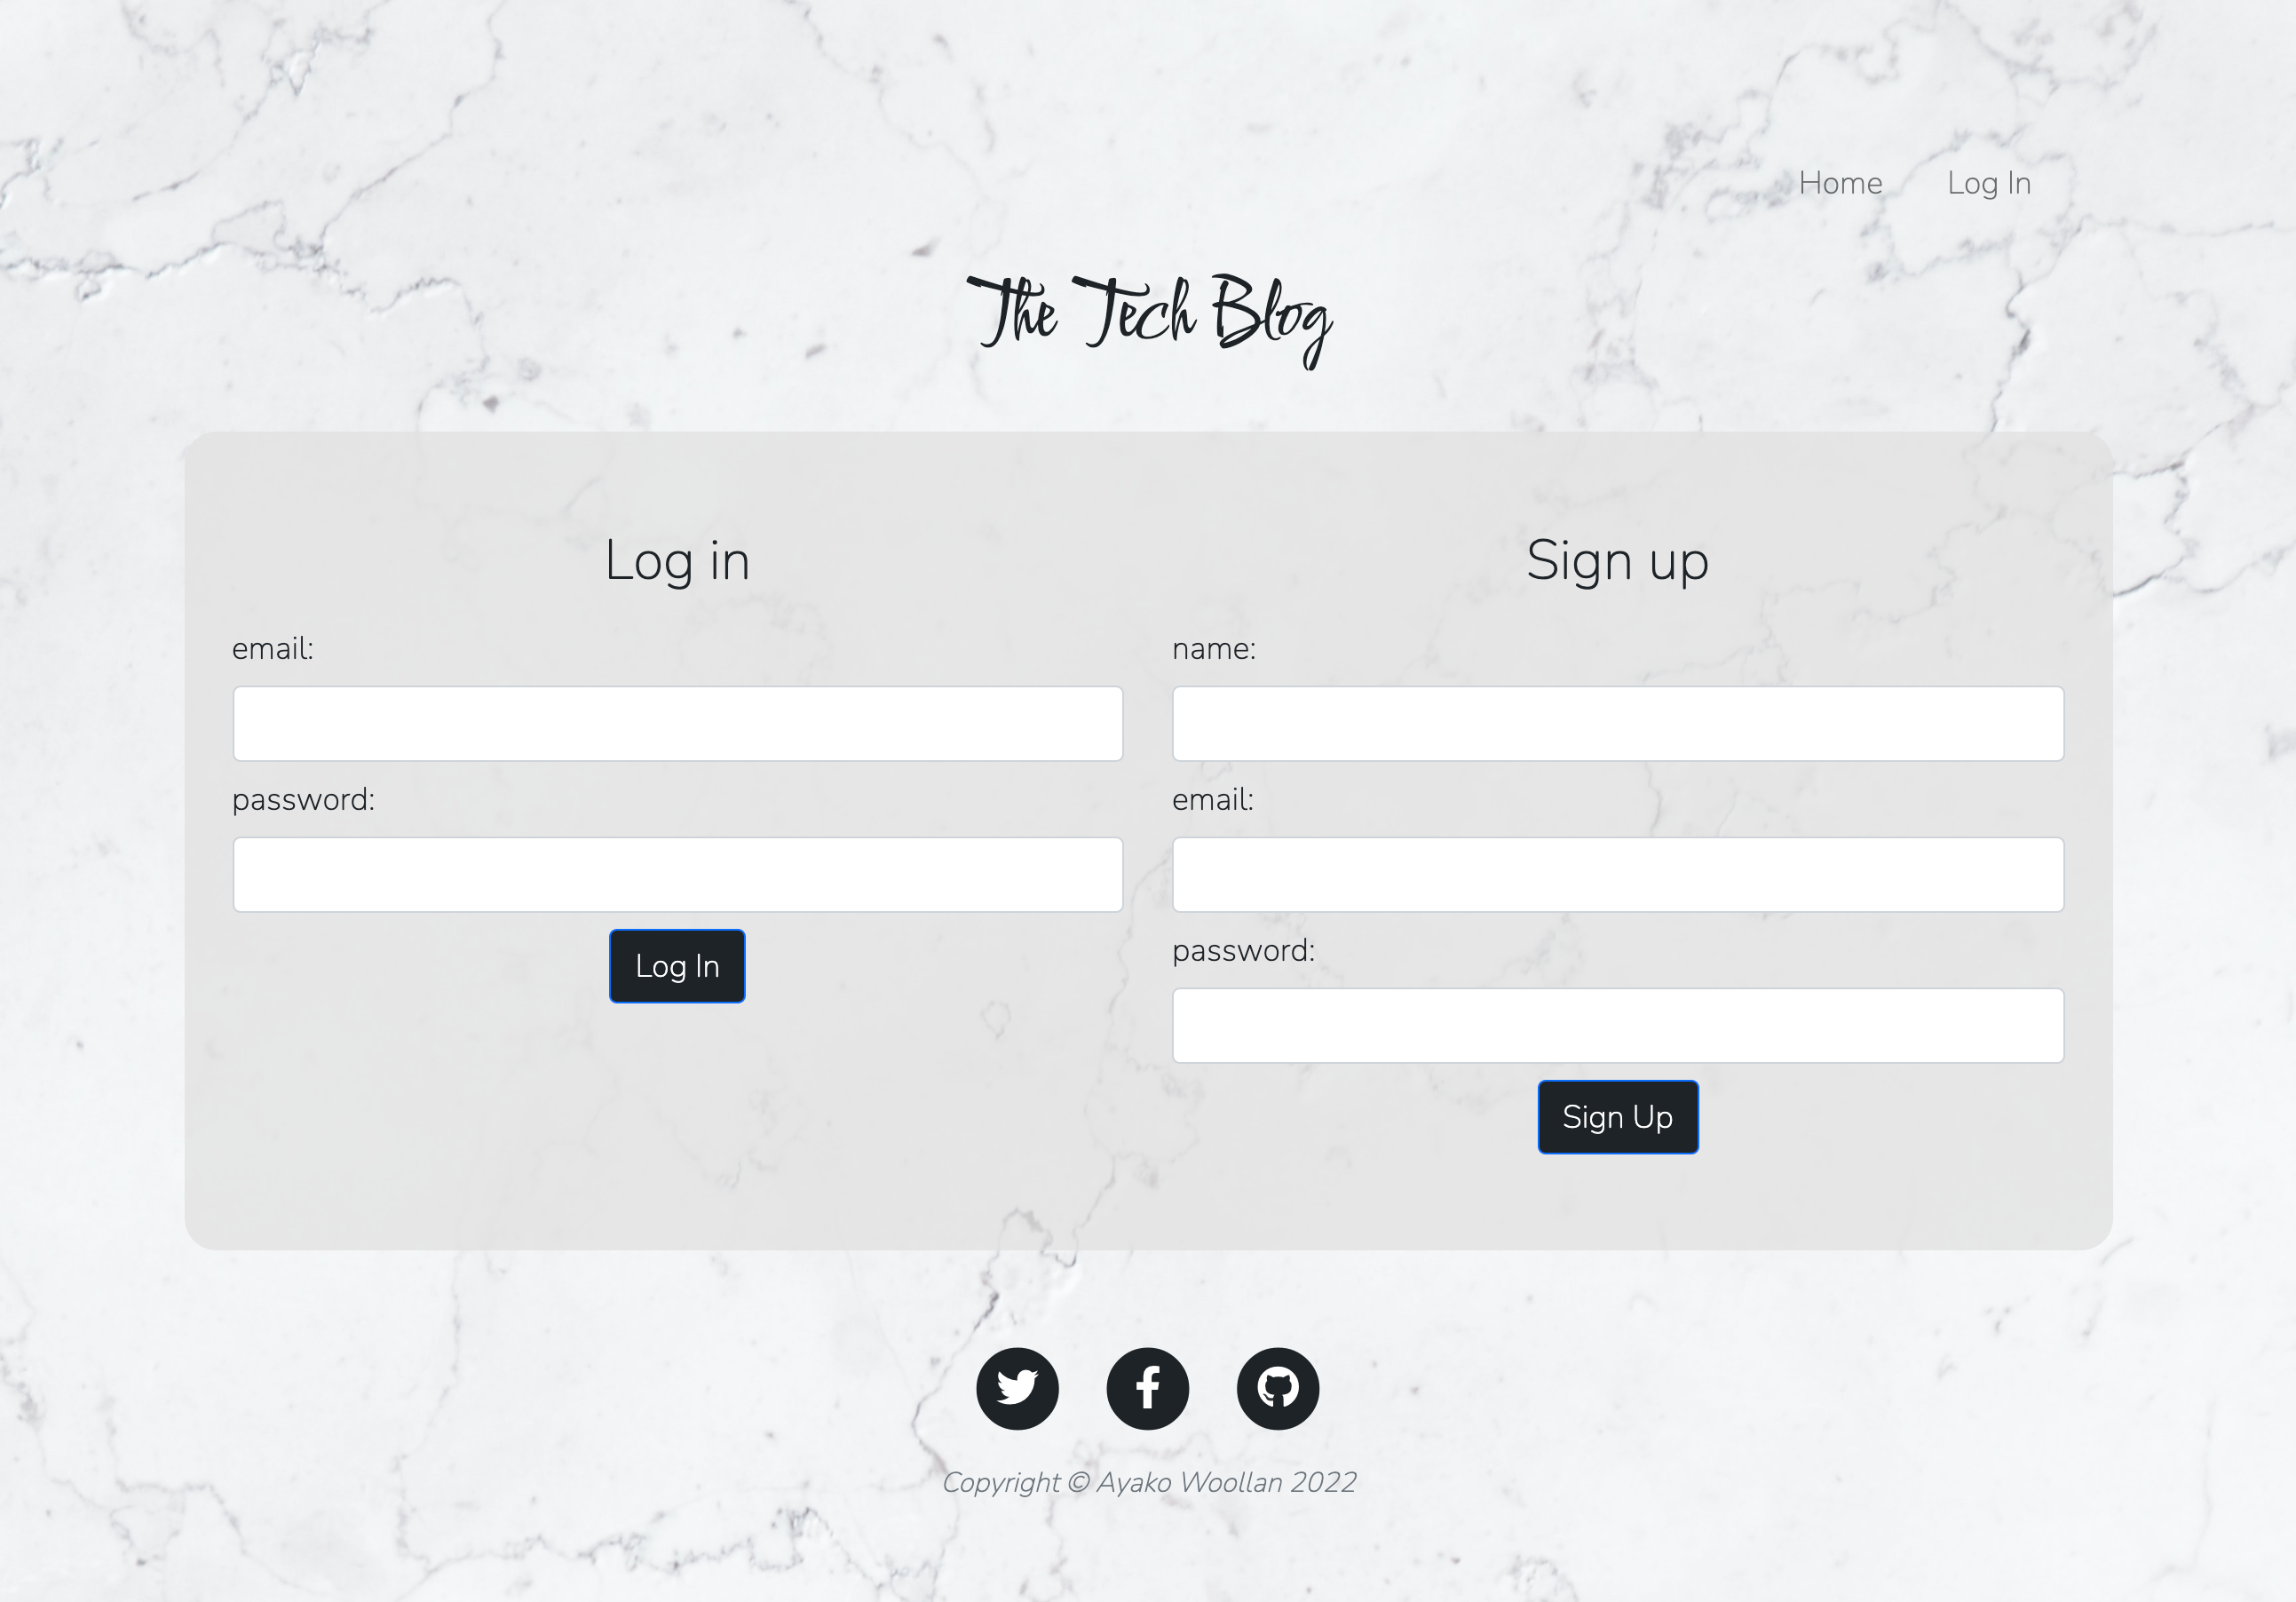 Home Log In
The Tech Blog
Log in
email:
password:
Log In
Sign up
name:
email:
password:
Sign Up
Copyright © Ayako Woollan 2022